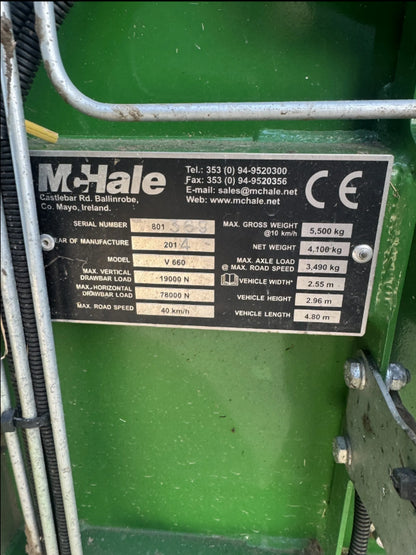 McHale
Castlebar Rd. Ballinrobe,
Co. Mayo, Ireland.
Tel.: 353 (0) 94-9520300
Fax: 353 (0) 94-9520356
E-mail: sales@mchale.net
Web: www.mchale.net
CE
SERIAL NUMBER 801 368
YEAR OF MANUFACTURE 2014
MODEL V 660
MAX. VERTICAL
DRAWBAR LOAD 19000 N
MAX. HORIZONTAL
DRAWBAR LOAD 78000 N
MAX. ROAD SPEED 40 km/h
MAX. GROSS WEIGHT
@10 km/h 5,500 kg
NET WEIGHT 4,100 kg
MAX. AXLE LOAD
@ MAX. ROAD SPEED 3,490 kg
VEHICLE WIDTH* 2.55 m
VEHICLE HEIGHT 2.96 m
VEHICLE LENGTH 4.80 m